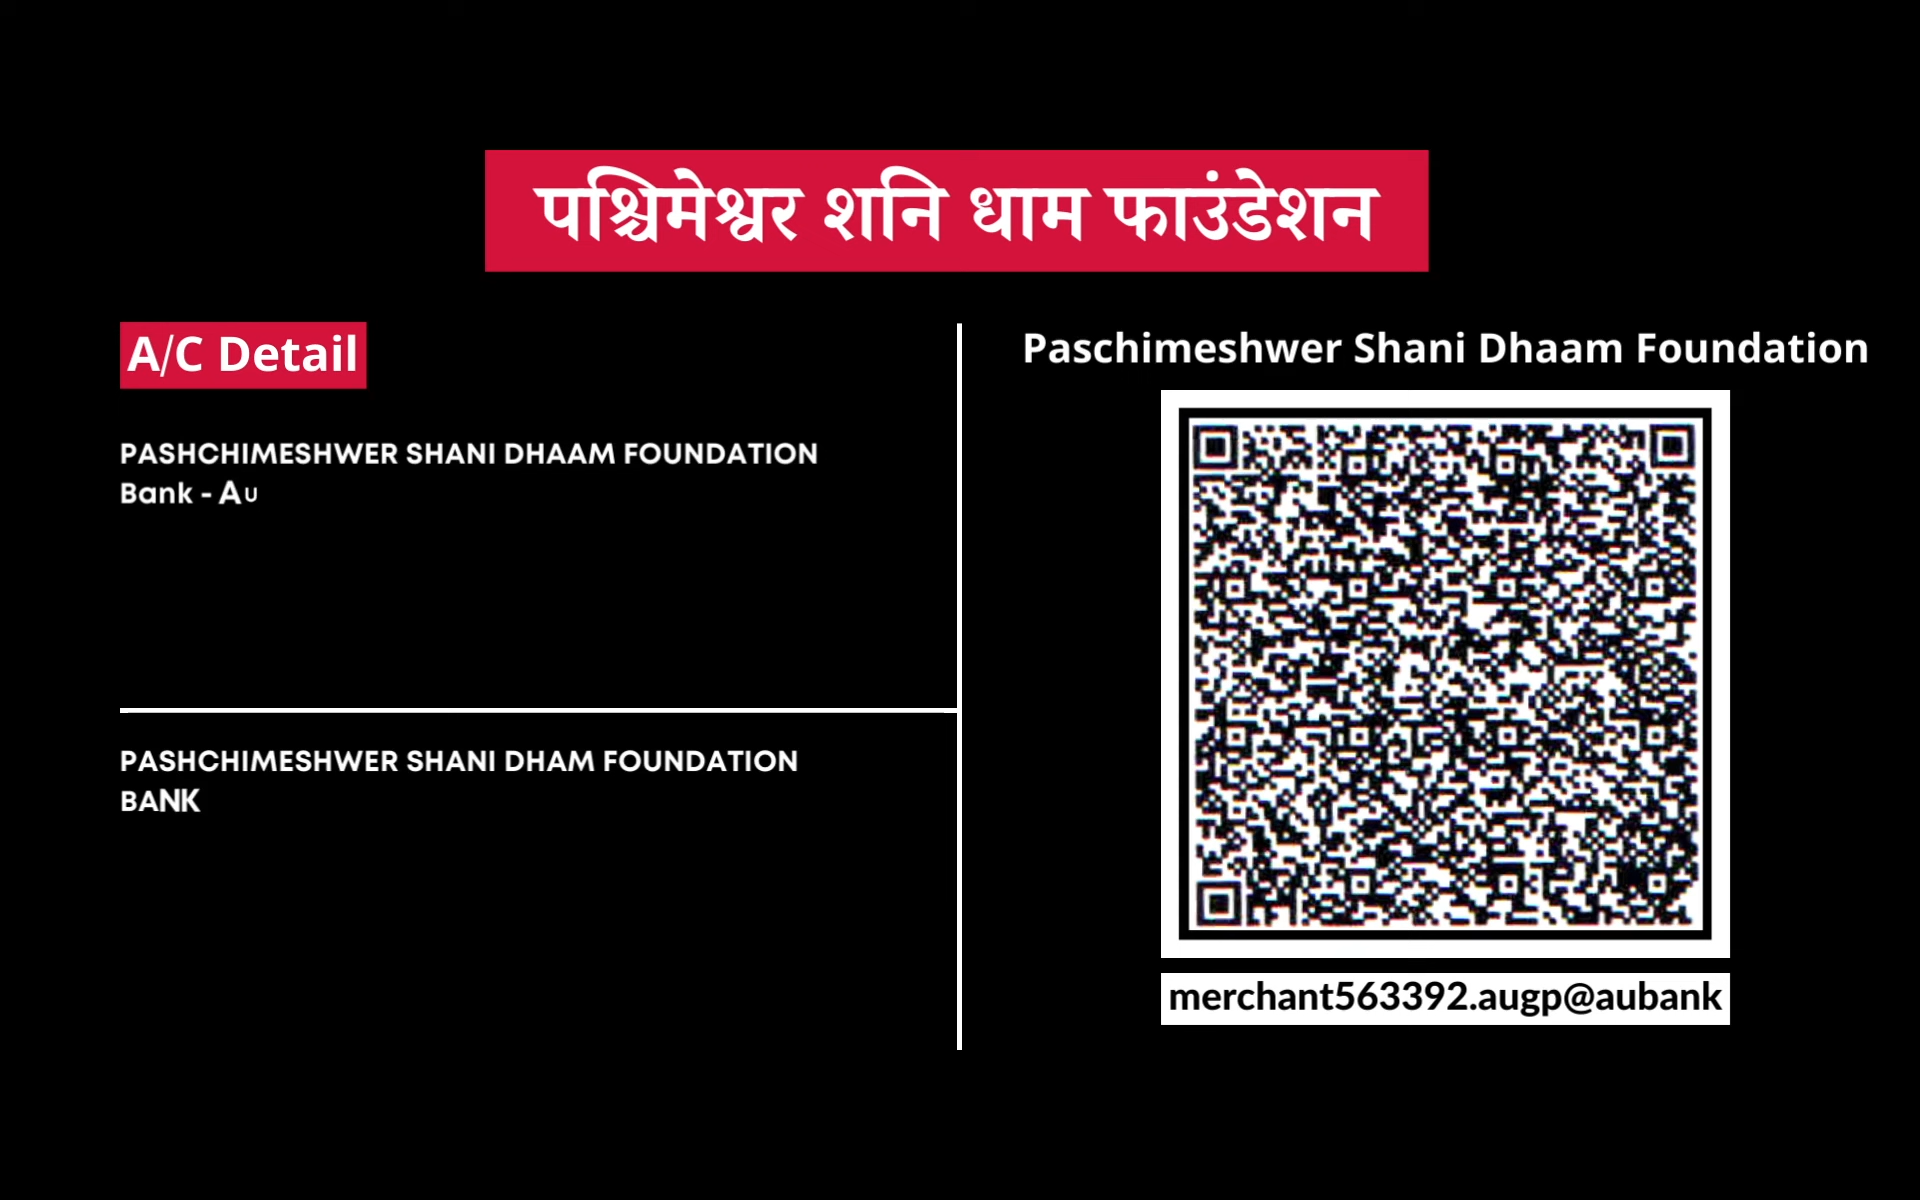 पश्चिमेश्वर शनि धाम फाउंडेशन
A/C Detail
PASHCHIMESHWER SHANI DHAAM FOUNDATION
Bank - AU
PASHCHIMESHWER SHANI DHAM FOUNDATION
BANK
Paschimeshwer Shani Dhaam Foundation
merchant563392.augp@aubank